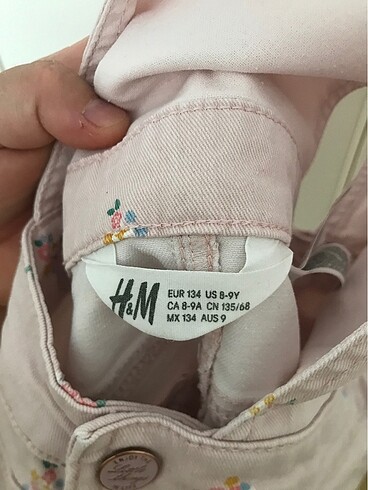 H&M
EUR 134 US 8-9Y
CA 8-9A CN 135/68
MX 134 AUS 9